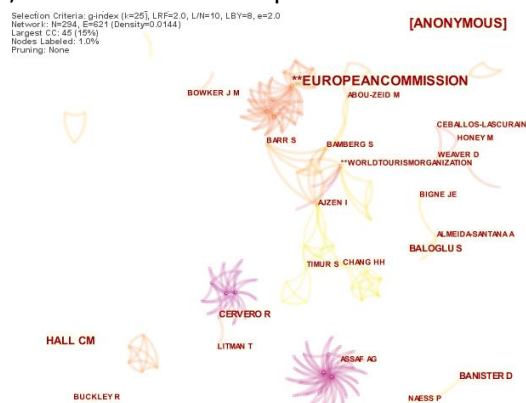 Selection Criteria: g-index (k=25), LRF=2.0, L/N=10, LBY=8, e=2.0
Network: N=294, E=621 (Density=0.0144)
Largest CC: 45 (15%)
Nodes Labeled: 1.0%
Pruning: None
[ANONYMOUS]
**EUROPEANCOMMISSION
BOWKER J M
ABOU-ZEID M
CEBALLOS-LASCURAIN
HONEY M
BARR S
BAMBERG S
WEAVER D
**WORLDTOURISMORGANIZATION
BIGNE JE
AJZEN I
ALMEIDA-SANTANA A
BALOGLU S
TIMUR S
CHANG HH
CERVERO R
HALL CM
LITMAN T
ASSAF AG
BANISTER D
BUCKLEY R
NAESS P